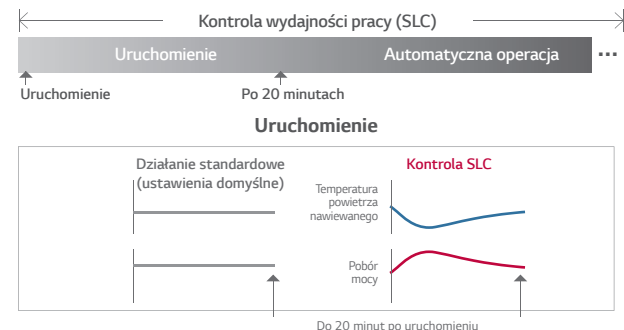 Kontrola wydajności pracy (SLC)
Uruchomienie
Automatyczna operacja
...
Uruchomienie
Po 20 minutach
Uruchomienie
Działanie standardowe
(ustawienia domyślne)
Kontrola SLC
Temperatura
powietrza
nawiewanego
Pobór
mocy
Do 20 minut po uruchomieniu